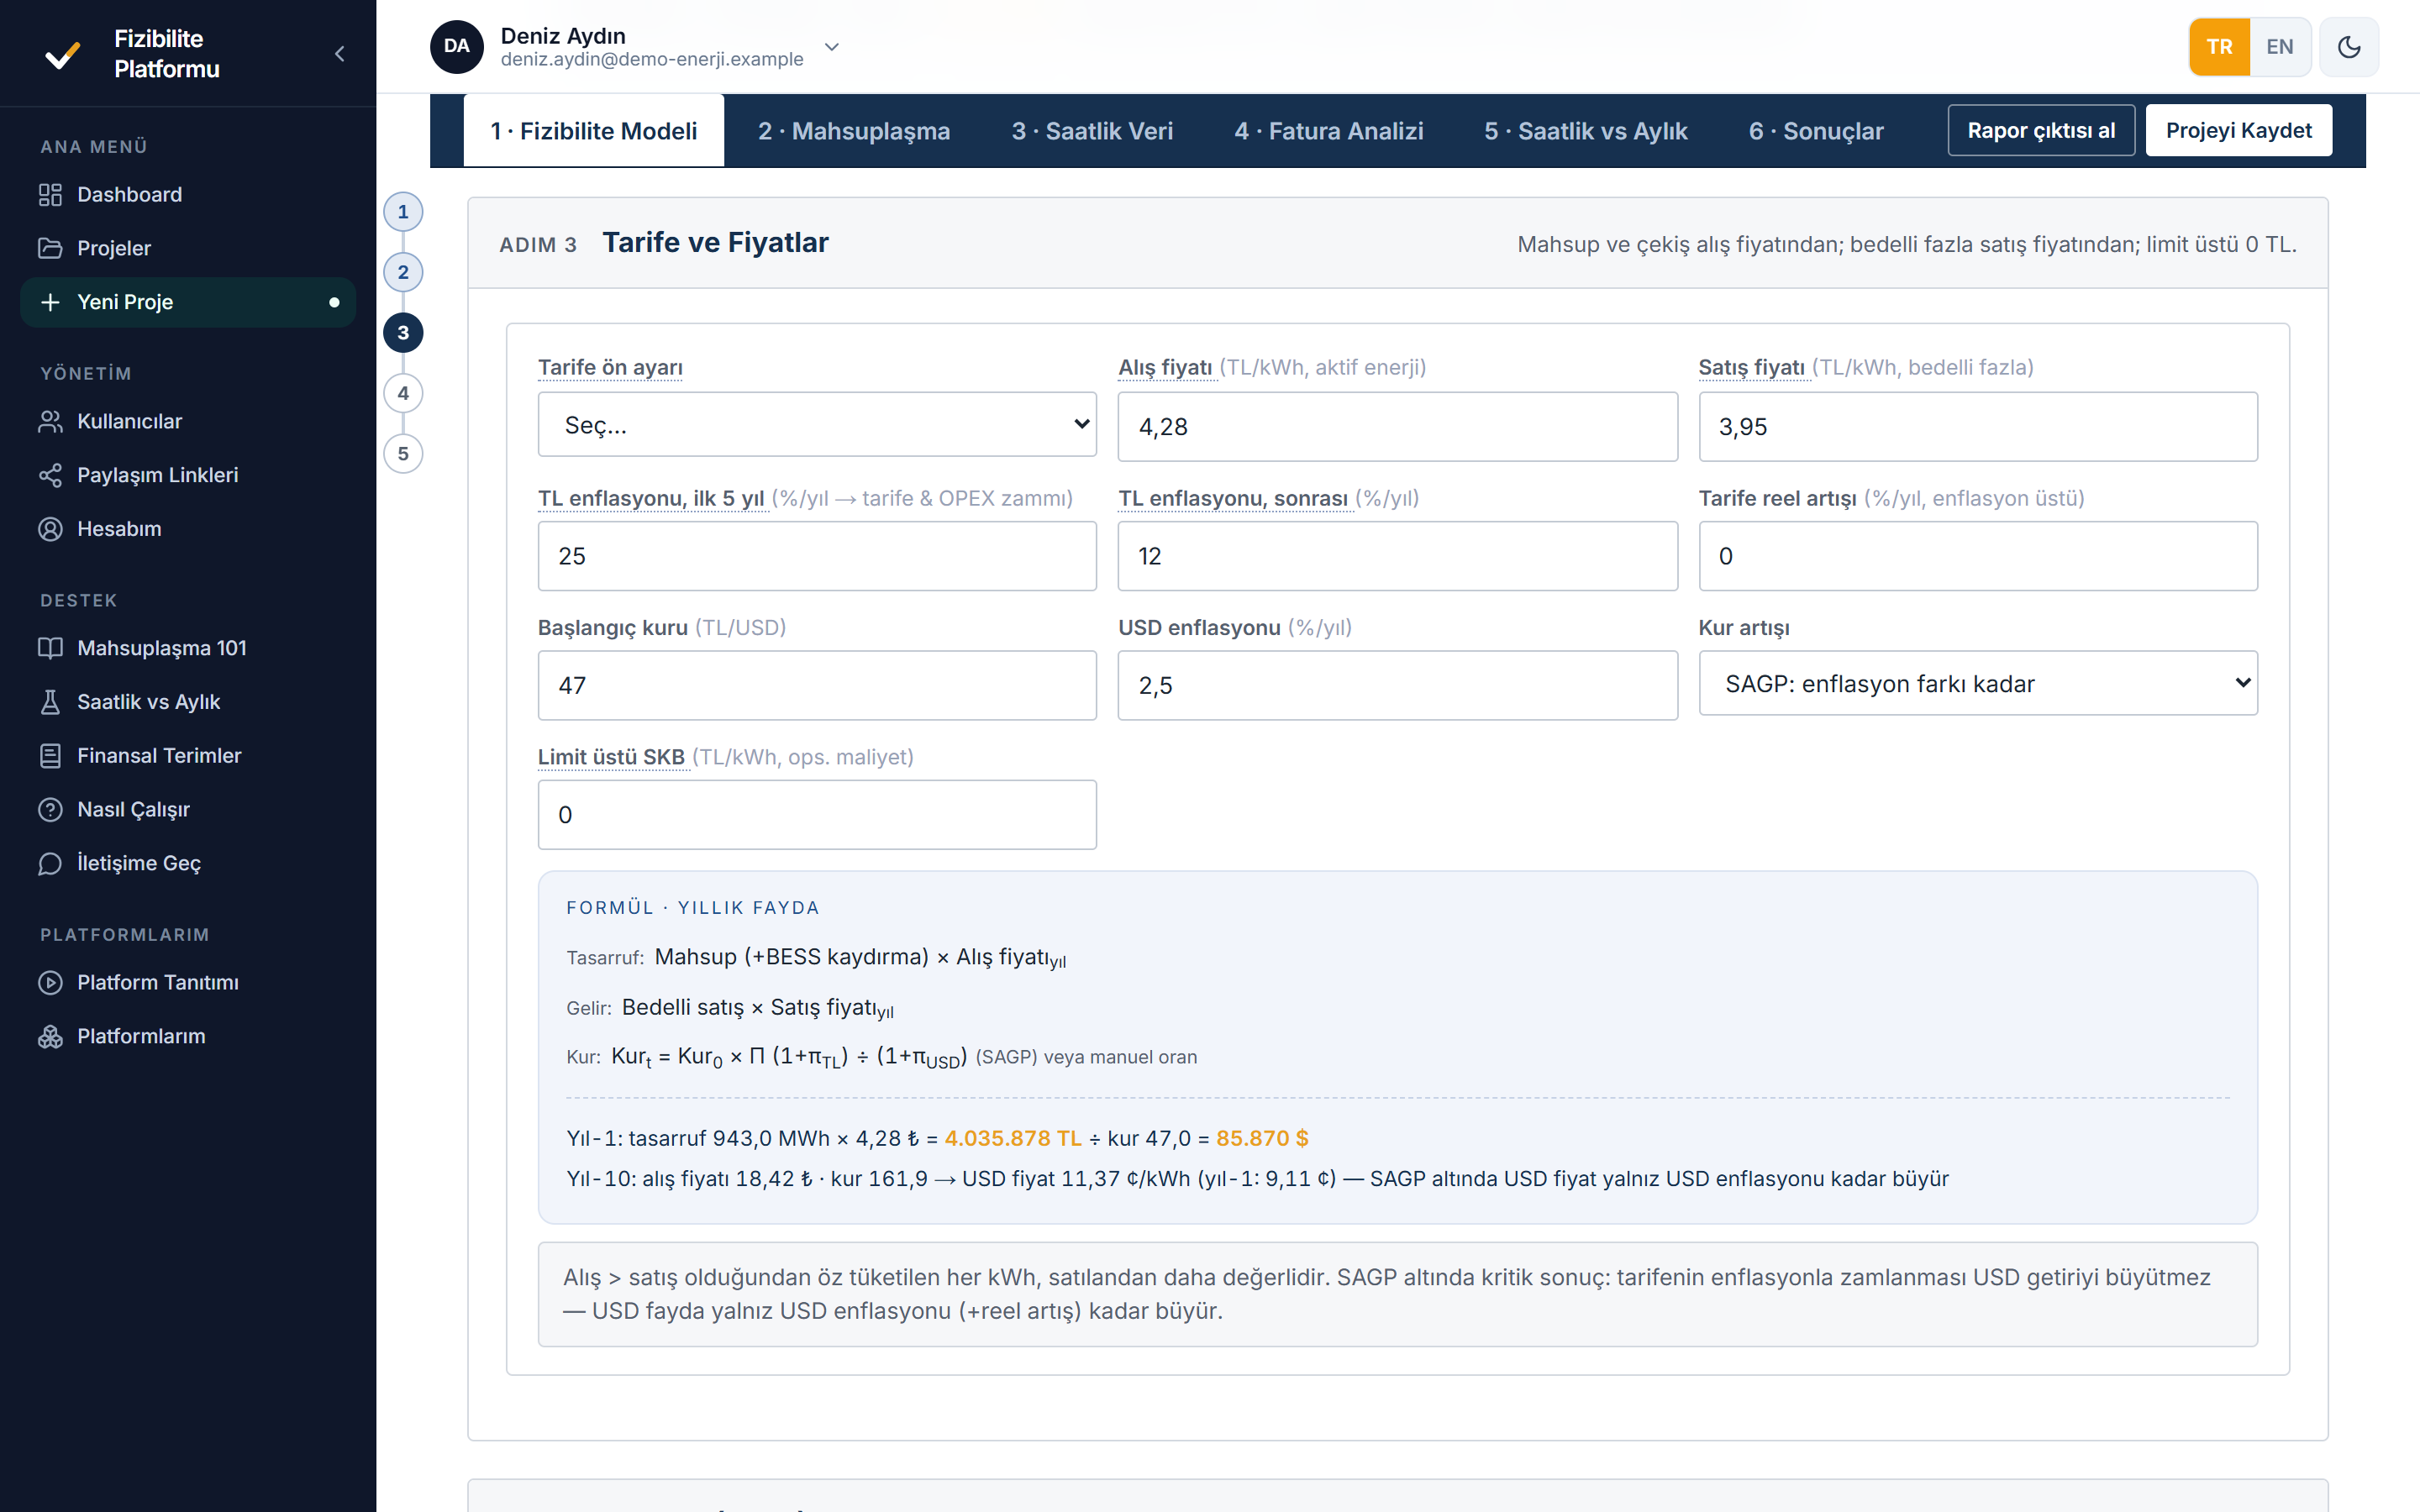 Fizibilite
Platformu
ANA MENÜ
Dashboard
Projeler
Yeni Proje
YÖNETİM
Kullanıcılar
Paylaşım Linkleri
Hesabım
DESTEK
Mahsuplaşma 101
Saatlik vs Aylık
Finansal Terimler
Nasıl Çalışır
İletişime Geç
PLATFORMLARIM
Platform Tanıtımı
Platformlarım
DA
Deniz Aydın
deniz.aydin@demo-enerji.example
TR EN
1 · Fizibilite Modeli 2 · Mahsuplaşma 3 · Saatlik Veri 4 · Fatura Analizi 5 · Saatlik vs Aylık 6 · Sonuçlar Rapor çıktısı al Projeyi Kaydet
1
2
3
4
5
ADIM 3 Tarife ve Fiyatlar Mahsup ve çekiş alış fiyatından; bedelli fazla satış fiyatından; limit üstü 0 TL.
Tarife ön ayarı Alış fiyatı (TL/kWh, aktif enerji) Satış fiyatı (TL/kWh, bedelli fazla)
Seç... 4,28 3,95
TL enflasyonu, ilk 5 yıl (%/yıl → tarife & OPEX zammı) TL enflasyonu, sonrası (%/yıl) Tarife reel artışı (%/yıl, enflasyon üstü)
25 12 0
Başlangıç kuru (TL/USD) USD enflasyonu (%/yıl) Kur artışı
47 2,5 SAGP: enflasyon farkı kadar
Limit üstü SKB (TL/kWh, ops. maliyet)
0
FORMÜL · YILLIK FAYDA
Tasarruf: Mahsup (+BESS kaydırma) × Alış fiyatıyıl
Gelir: Bedelli satış × Satış fiyatıyıl
Kur: Kurt = Kur0 × Π (1+πTL) ÷ (1+πUSD) (SAGP) veya manuel oran
Yıl-1: tasarruf 943,0 MWh × 4,28 ₺ = 4.035.878 TL ÷ kur 47,0 = 85.870 $
Yıl-10: alış fiyatı 18,42 ₺ · kur 161,9 → USD fiyat 11,37 ¢/kWh (yıl-1: 9,11 ¢) — SAGP altında USD fiyat yalnız USD enflasyonu kadar büyür
Alış > satış olduğundan öz tüketilen her kWh, satılandan daha değerlidir. SAGP altında kritik sonuç: tarifenin enflasyonla zamlanması USD getiriyi büyütmez
— USD fayda yalnız USD enflasyonu (+reel artış) kadar büyür.